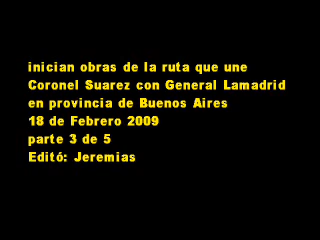 inician obras de la ruta que une
Coronel Suarez con General Lamadrid
en provincia de Buenos Aires
18 de Febrero 2009
parte 3 de 5
Editó: Jeremias